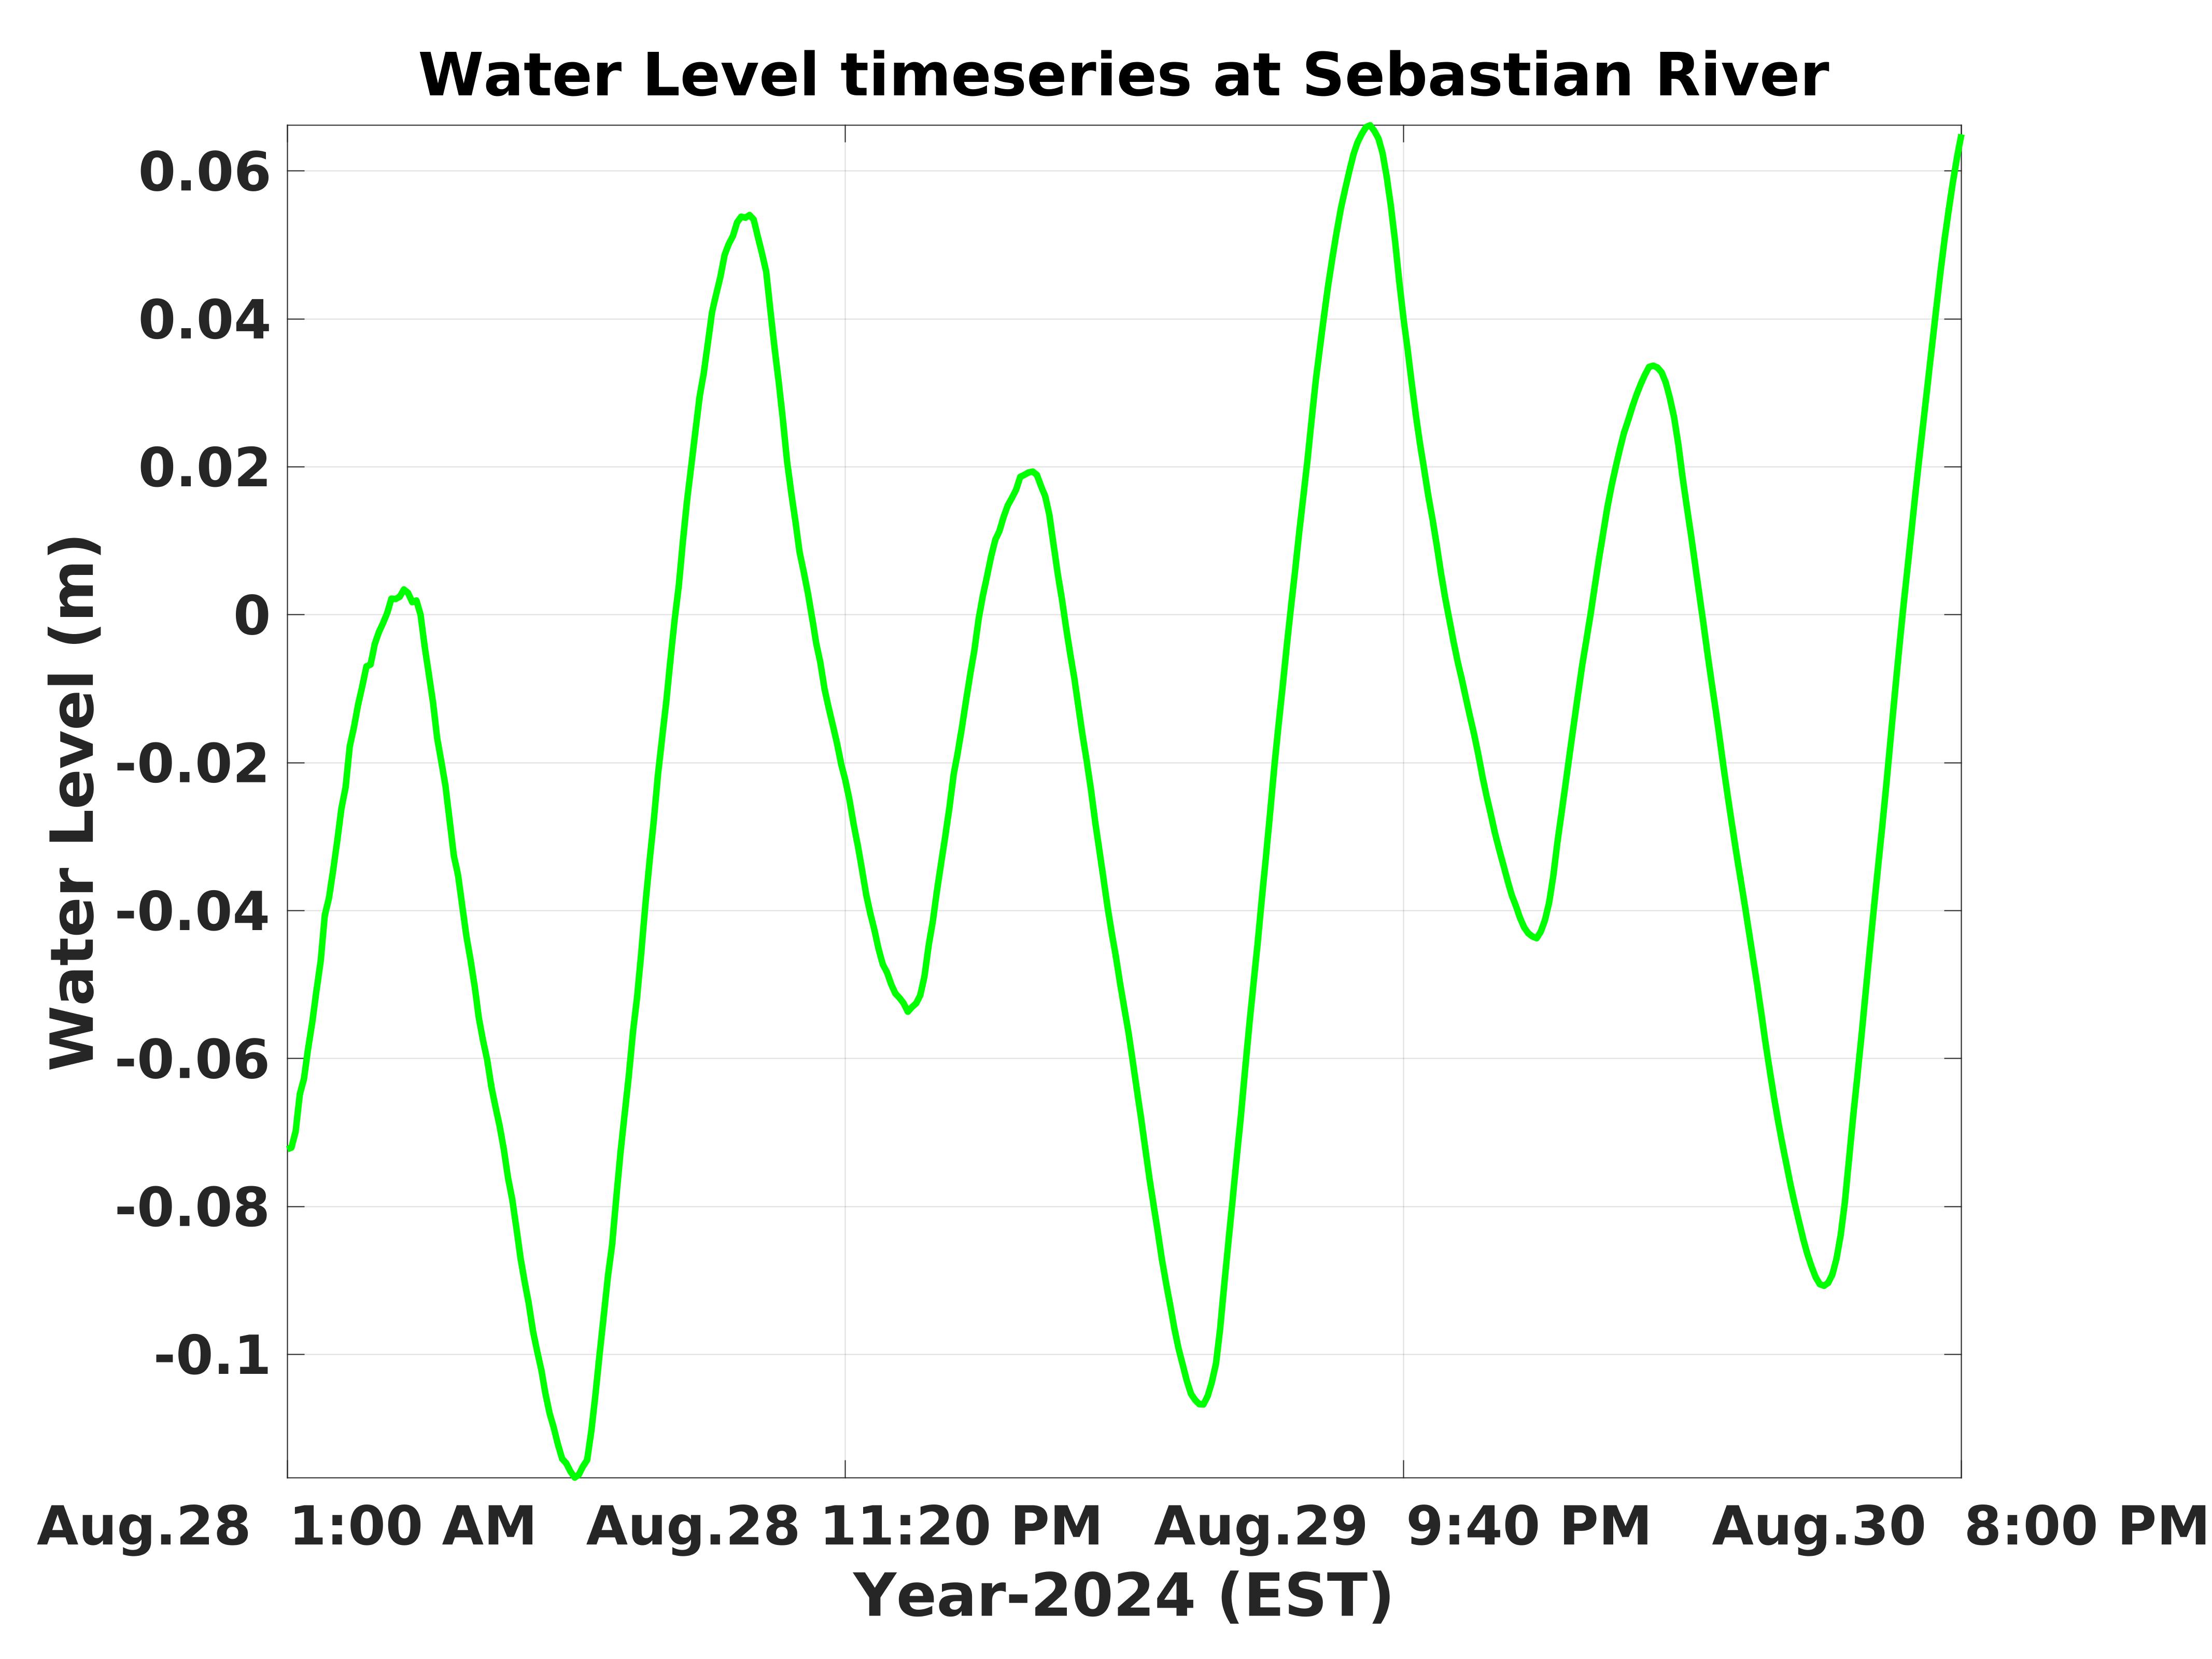 Water Level timeseries at Sebastian River
0.06
0.04
0.02
0
-0.02
-0.04
-0.06
-0.08
-0.1
Water Level (m)
Aug.28 1:00 AM Aug.28 11:20 PM Aug.29 9:40 PM Aug.30 8:00 PM
Year-2024 (EST)